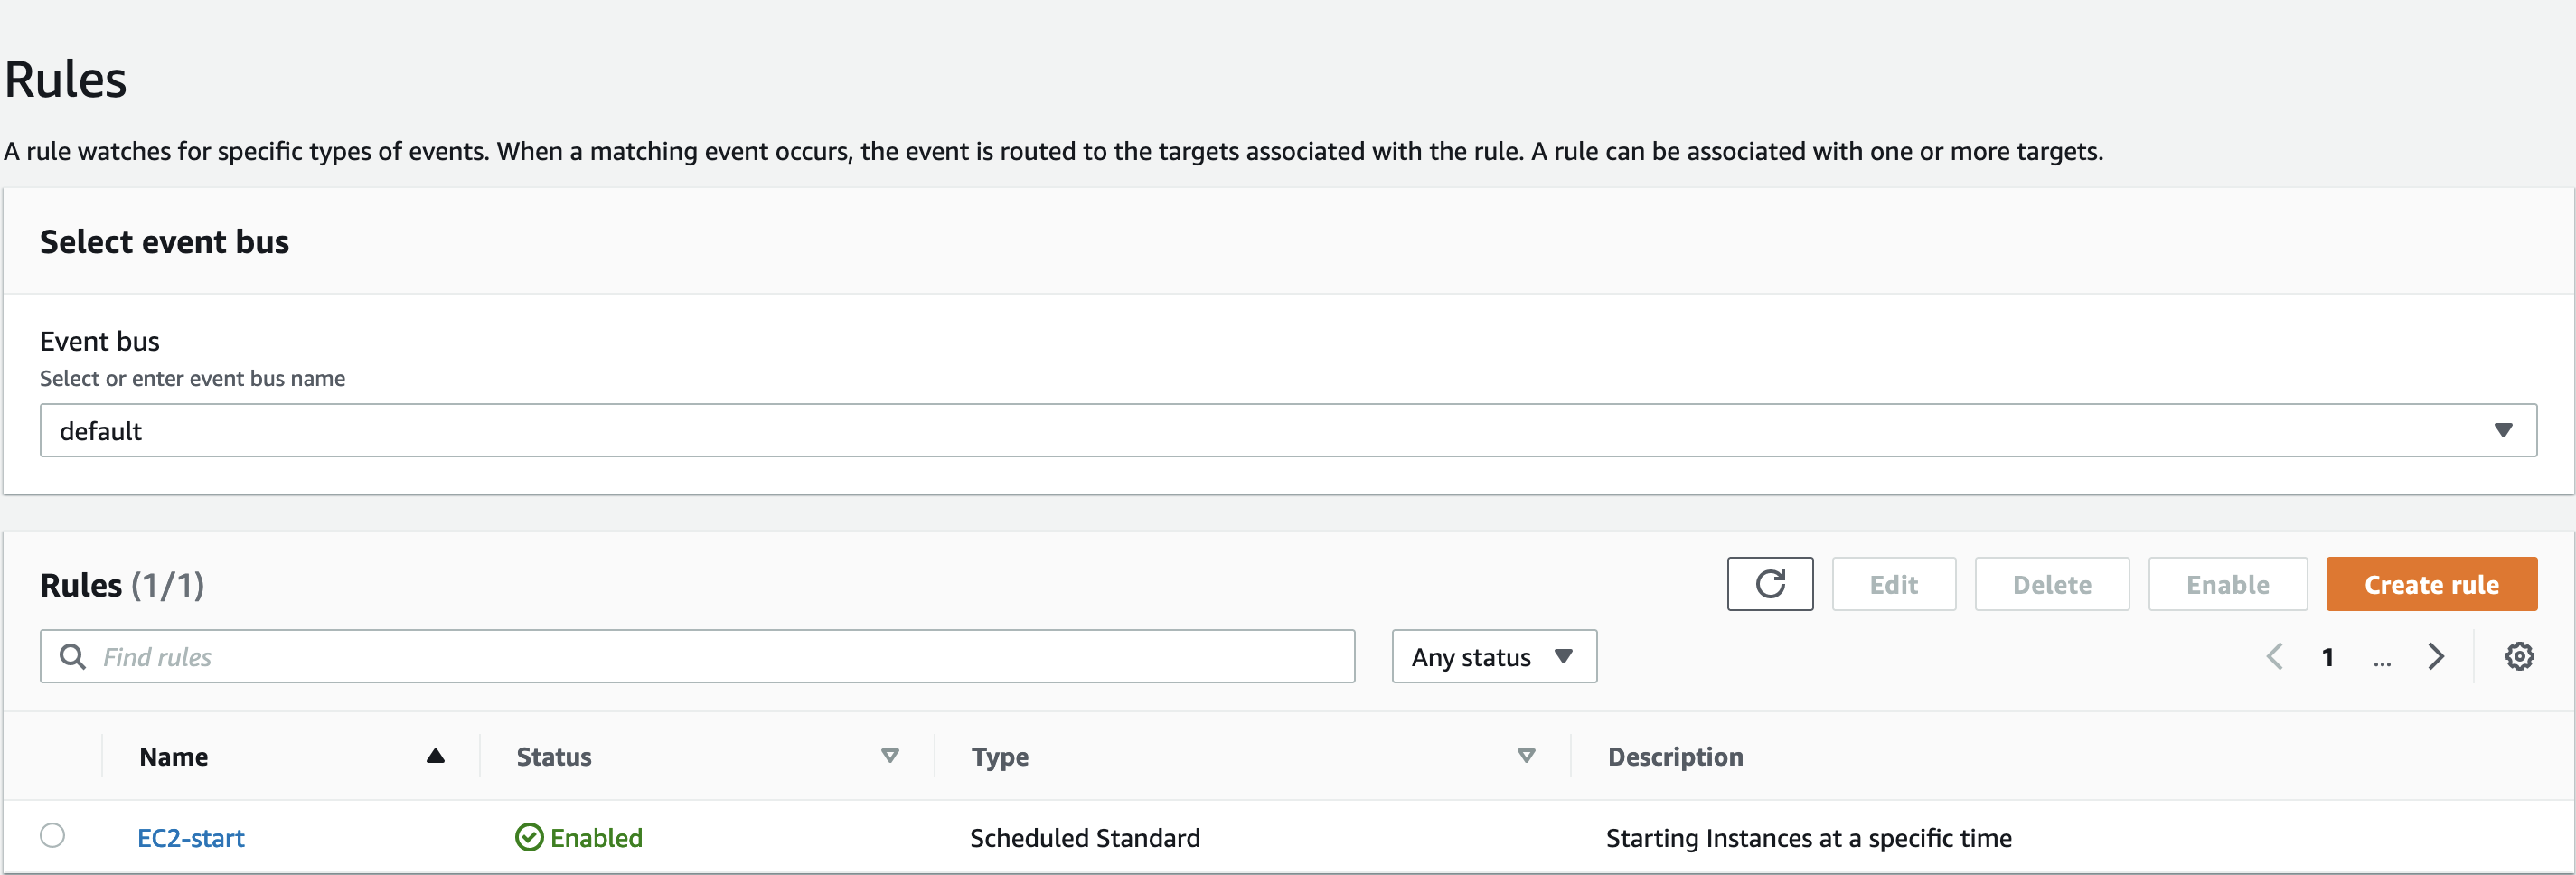 Rules
A rule watches for specific types of events. When a matching event occurs, the event is routed to the targets associated with the rule. A rule can be associated with one or more targets.
Select event bus
Event bus
Select or enter event bus name
default
Rules (1/1)
Edit Delete Enable Create rule
Find rules Any status 1 ...
Name Status Type Description
EC2-start Enabled Scheduled Standard Starting Instances at a specific time